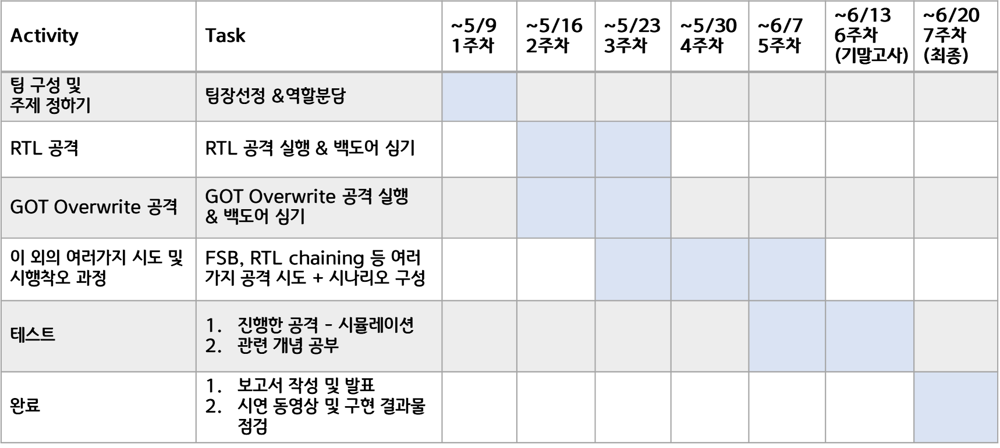 Activity
Task
~5/9
1주차
~5/16
2주차
~5/23
3주차
~5/30
4주차
~6/7
5주차
~6/13
6주차
(기말고사)
~6/20
7주차
(최종)
팀 구성 및
주제 정하기
팀장선정 &역할분담
RTL 공격
RTL 공격 실행 & 백도어 심기
GOT Overwrite 공격
GOT Overwrite 공격 실행
& 백도어 심기
이 외의 여러가지 시도 및
시행착오 과정
FSB, RTL chaining 등 여러
가지 공격 시도 + 시나리오 구성
테스트
1. 진행한 공격 - 시뮬레이션
2. 관련 개념 공부
완료
1. 보고서 작성 및 발표
2. 시연 동영상 및 구현 결과물
점검